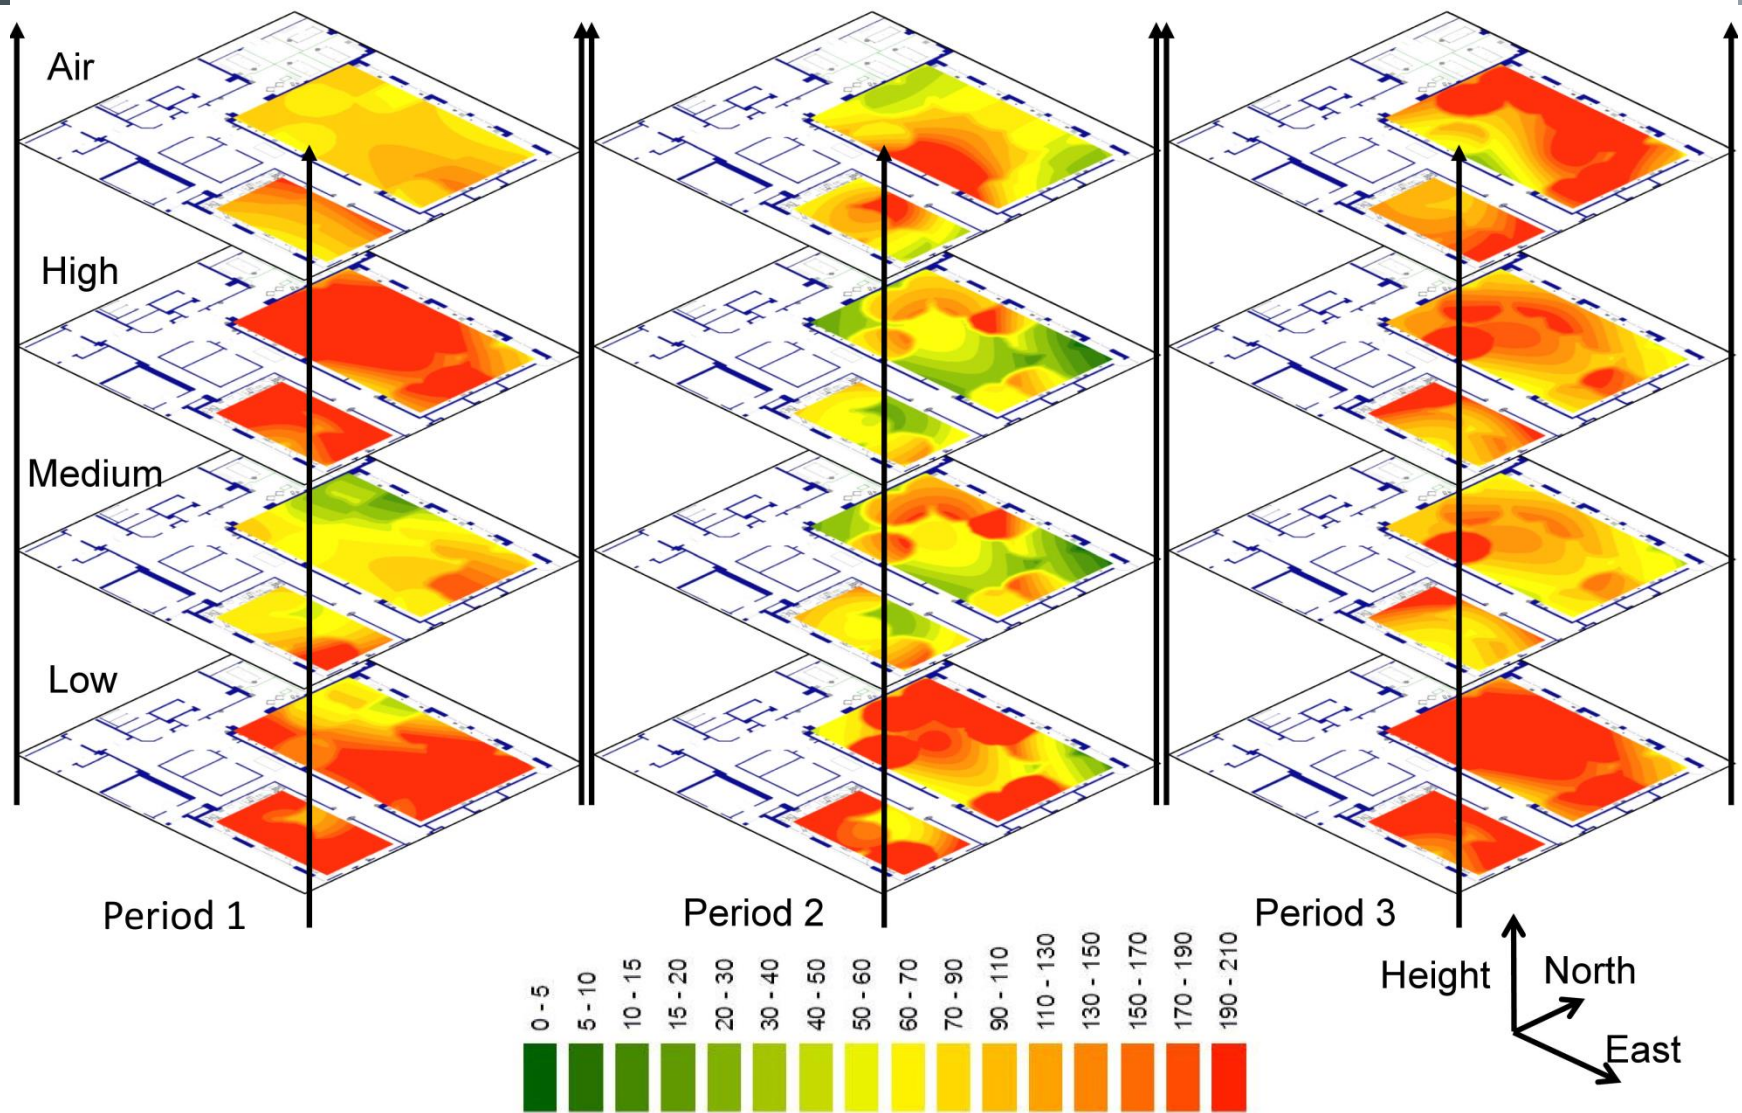 Air
High
Medium
Low
Period 1
Period 2
Period 3
0 - 5
5 - 10
10 - 15
15 - 20
20 - 30
30 - 40
40 - 50
50 - 60
60 - 70
70 - 90
90 - 110
110 - 130
130 - 150
150 - 170
170 - 190
190 - 210
Height
North
East